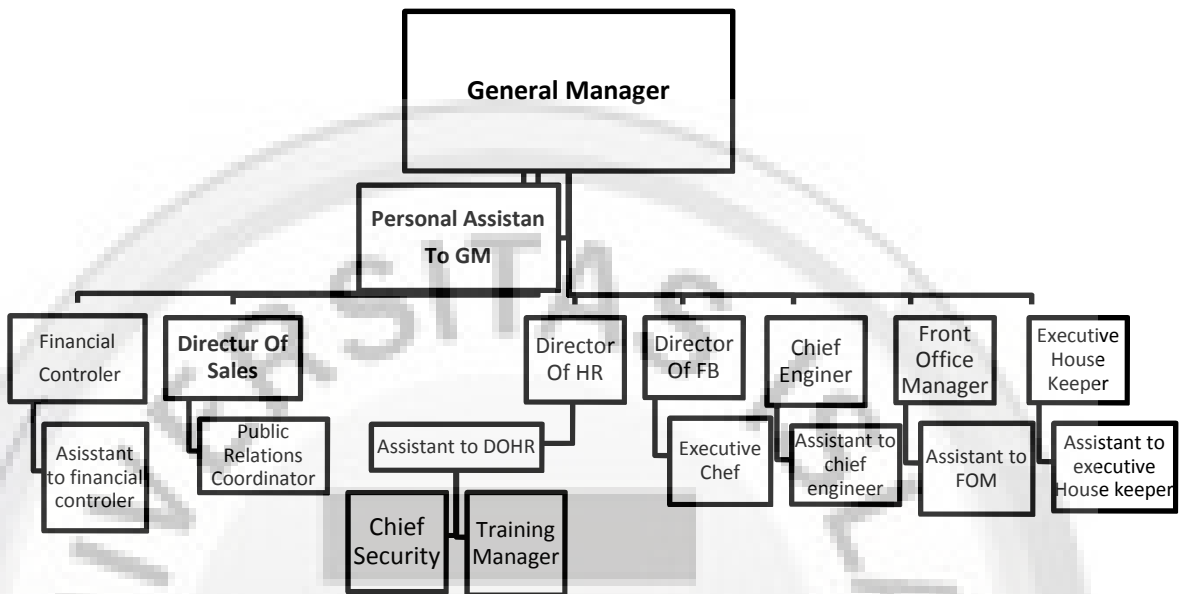 General Manager
Personal Assistan
To GM
Financial
Controler
Directur Of
Sales
Director
Of HR
Director
Of FB
Chief
Enginer
Front
Office
Manager
Executive
House
Keeper
Asisstant
to financial
controler
Public
Relations
Coordinator
Assistant to DOHR
Executive
Chef
Assistant to
chief
engineer
Assistant to
FOM
Assistant to
executive
House keeper
Chief
Security
Training
Manager